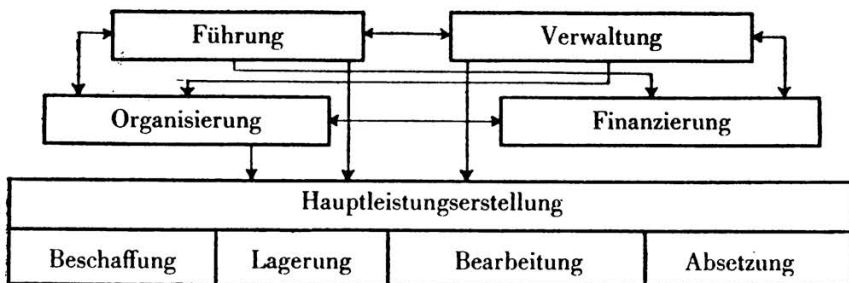 Führung Verwaltung
Organisierung Finanzierung
Hauptleistungserstellung
Beschaffung Lagerung Bearbeitung Absetzung